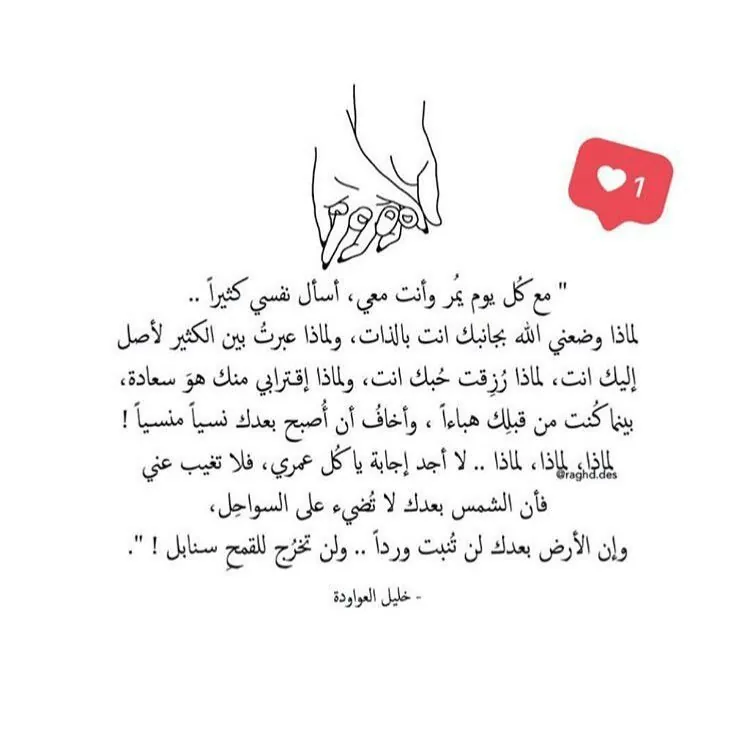 1
" مع كُل يوم يمُر وأنت معي، أسأل نفسي كثيراً ..
لماذا وضعني الله بجانبك انت بالذات، ولماذا عبرتُ بين الكثير لأصل
إليك انت، لماذا رُزِقت حُبك انت، ولماذا إقترابي منك هوَ سعادة،
بينما كُنت من قبلِك هباءاً ، وأخافُ أن أُصبح بعدك نسياً منسياً !
لماذا، لماذا، لماذا .. لا أجد إجابة يا كُل عمري، فلا تغيب عني
@raghd.des
فأن الشمس بعدك لا تُضيء على السواحِل،
وإن الأرض بعدك لن تُنبت ورداً .. ولن تخرُج للقمحِ سنابل ! ".
- خليل العواودة